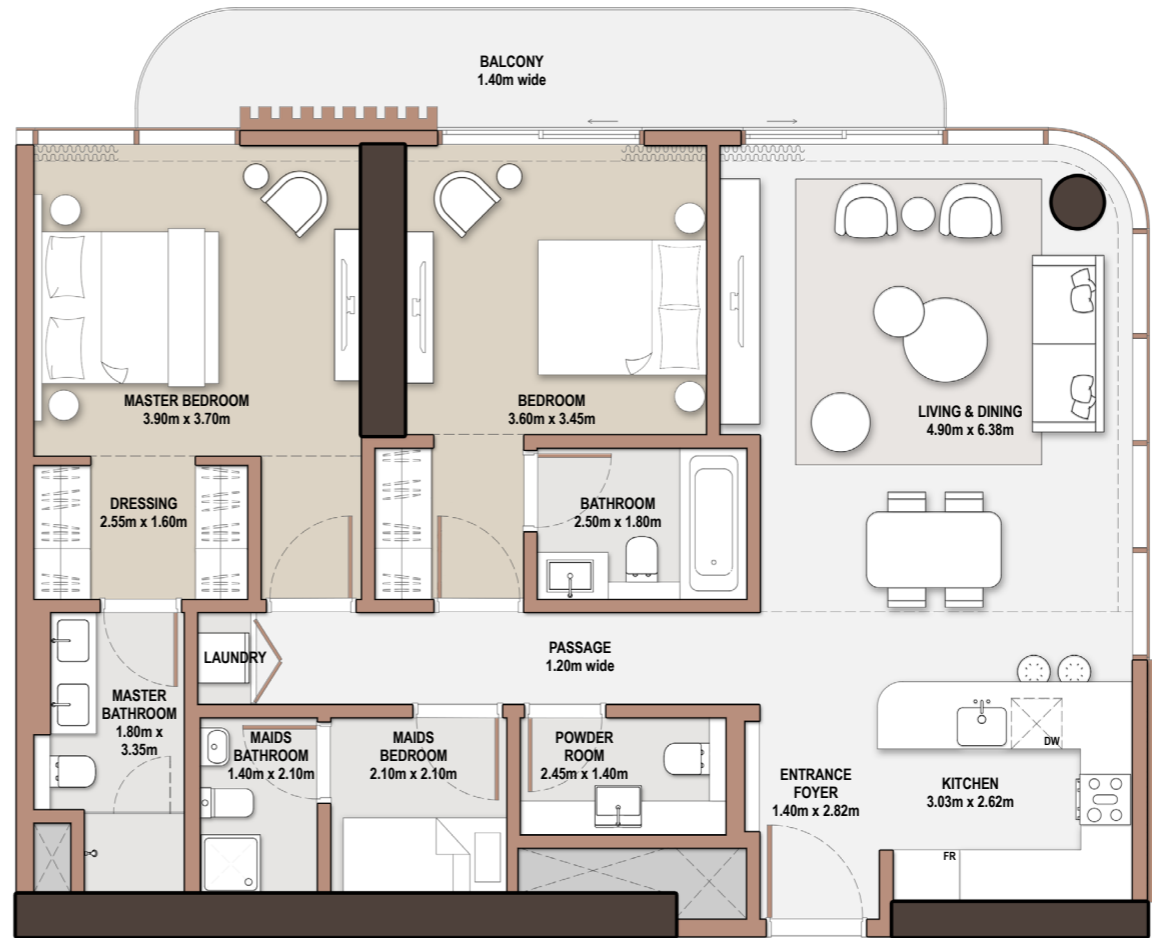 BALCONY
1.40m wide
MASTER BEDROOM
3.90m x 3.70m
BEDROOM
3.60m x 3.45m
LIVING & DINING
4.90m x 6.38m
DRESSING
2.55m x 1.60m
BATHROOM
2.50m x 1.80m
LAUNDRY
PASSAGE
1.20m wide
MASTER
BATHROOM
1.80m x
3.35m
MAIDS
BATHROOM
1.40m x 2.10m
MAIDS
BEDROOM
2.10m x 2.10m
POWDER
ROOM
2.45m x 1.40m
ENTRANCE
FOYER
1.40m x 2.82m
DW
KITCHEN
3.03m x 2.62m
FR